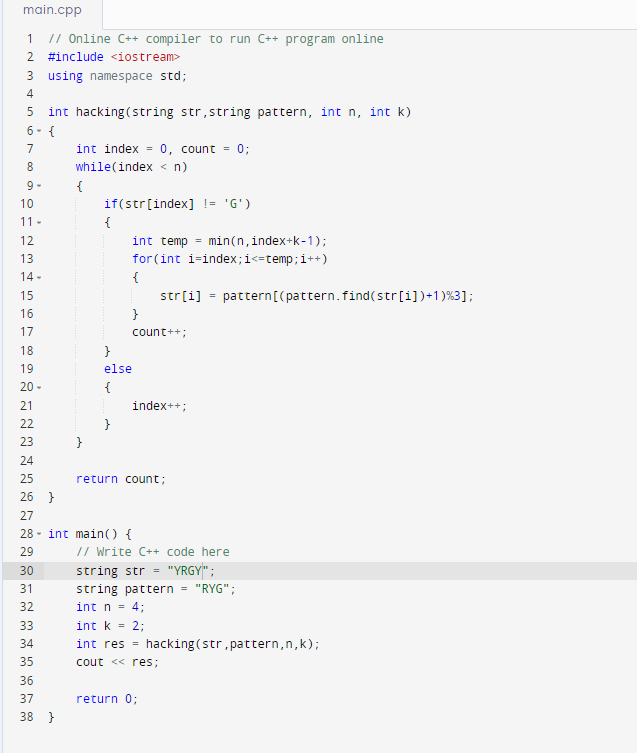 main.cpp
1 // Online C++ compiler to run C++ program online
2 #include <iostream>
3 using namespace std;
4
5 int hacking(string str,string pattern, int n, int k)
6 {
7     int index = 0, count = 0;
8     while(index < n)
9     {
10         if(str[index] != 'G')
11         {
12             int temp = min(n,index+k-1);
13             for(int i=index;i<=temp;i++)
14             {
15                 str[i] = pattern[(pattern.find(str[i])+1)%3];
16             }
17             count++;
18         }
19         else
20         {
21             index++;
22         }
23     }
24
25     return count;
26 }
27
28 int main() {
29     // Write C++ code here
30     string str = "YRGY";
31     string pattern = "RYG";
32     int n = 4;
33     int k = 2;
34     int res = hacking(str,pattern,n,k);
35     cout << res;
36
37     return 0;
38 }